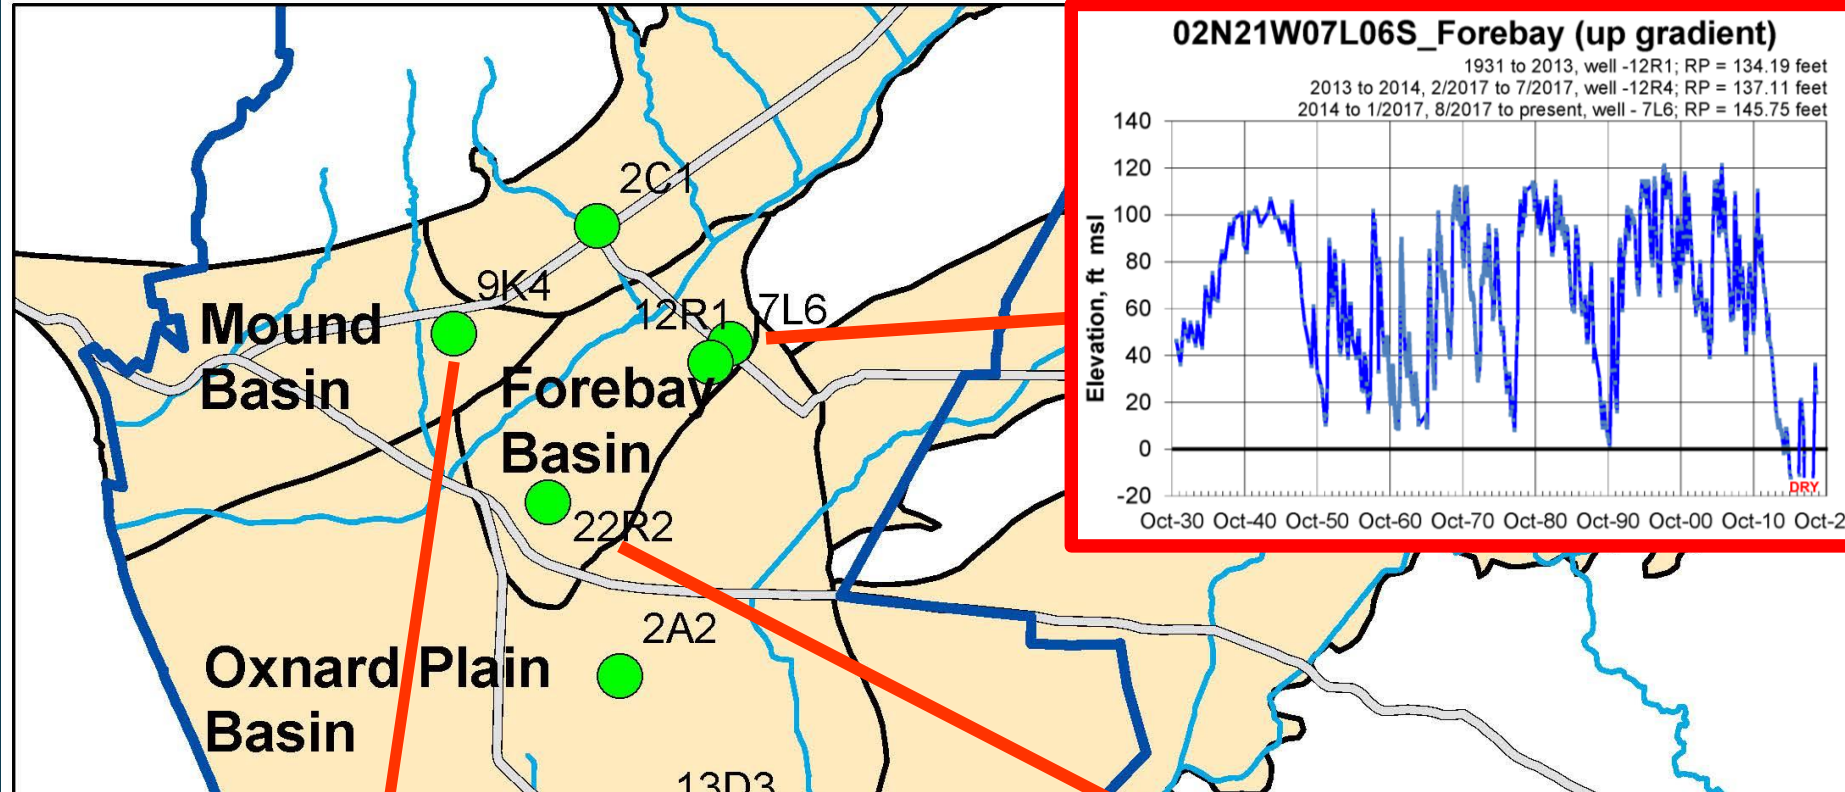 2C1
9K4
Mound
Basin
12R1
7L6
Forebay
Basin
22R2
2A2
Oxnard Plain
Basin
13D3
02N21W07L06S_Forebay (up gradient)
1931 to 2013, well -12R1; RP = 134.19 feet
2013 to 2014, 2/2017 to 7/2017, well -12R4; RP = 137.11 feet
2014 to 1/2017, 8/2017 to present, well - 7L6; RP = 145.75 feet
Elevation, ft msl
140
120
100
80
60
40
20
0
-20
DRY
Oct-30 Oct-40 Oct-50 Oct-60 Oct-70 Oct-80 Oct-90 Oct-00 Oct-10 Oct-2